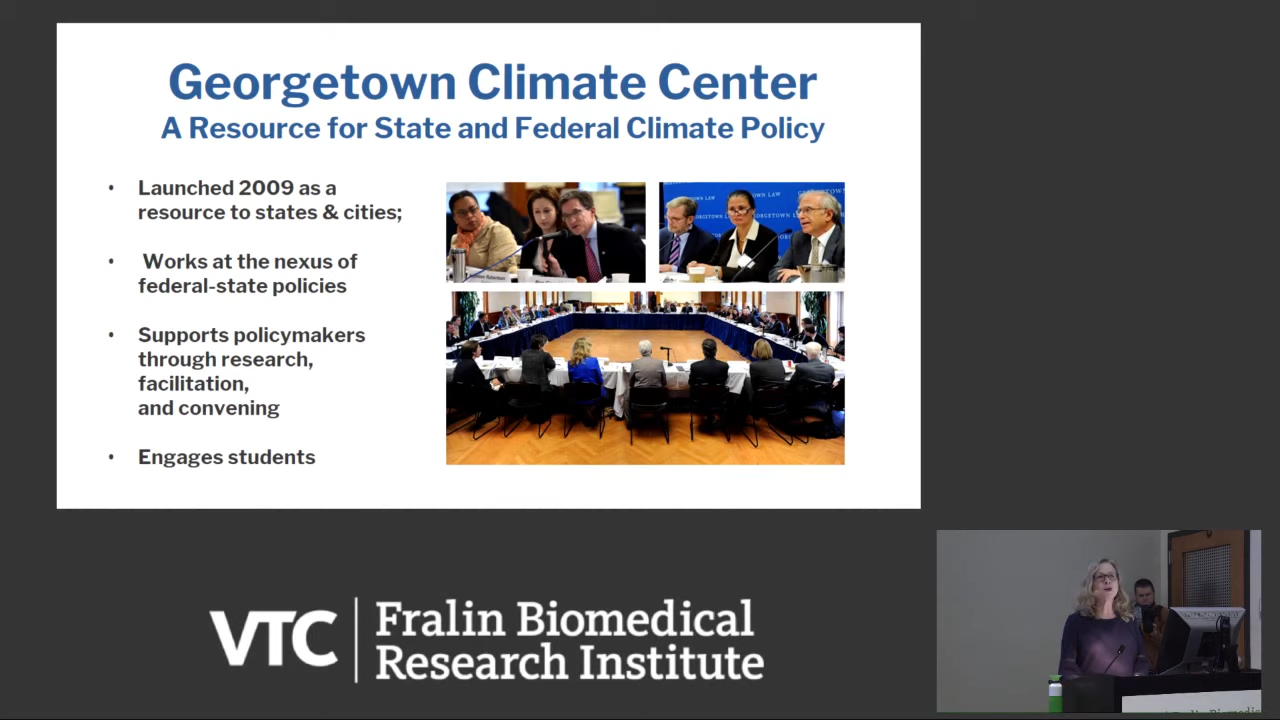 Georgetown Climate Center
A Resource for State and Federal Climate Policy
• Launched 2009 as a
resource to states & cities;
• Works at the nexus of
federal-state policies
• Supports policymakers
through research,
facilitation,
and convening
• Engages students
GEORGETOWN LAW
VTC
Fralin Biomedical
Research Institute